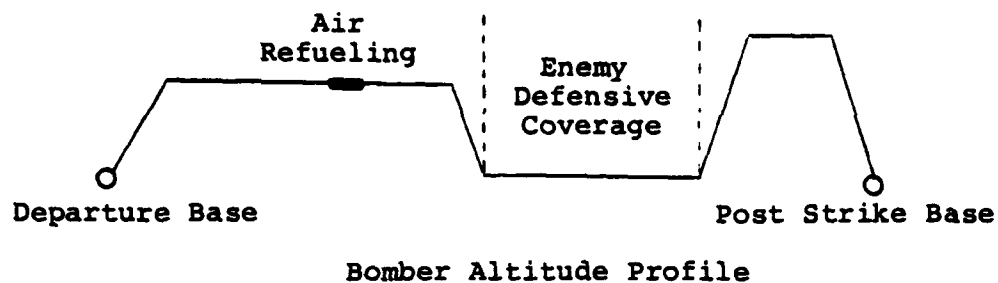 Air
Refueling
Enemy
Defensive
Coverage
Departure Base
Post Strike Base
Bomber Altitude Profile